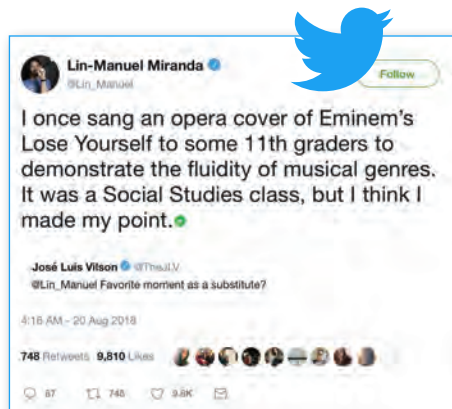 Lin-Manuel Miranda
@Lin_Manuel
Follow
I once sang an opera cover of Eminem's
Lose Yourself to some 11th graders to
demonstrate the fluidity of musical genres.
It was a Social Studies class, but I think I
made my point.
José Luis Vilson @TheJLV
@Lin_Manuel Favorite moment as a substitute?
4:16 AM - 20 Aug 2018
748 Retweets 9,810 Likes
87 748 9.8K